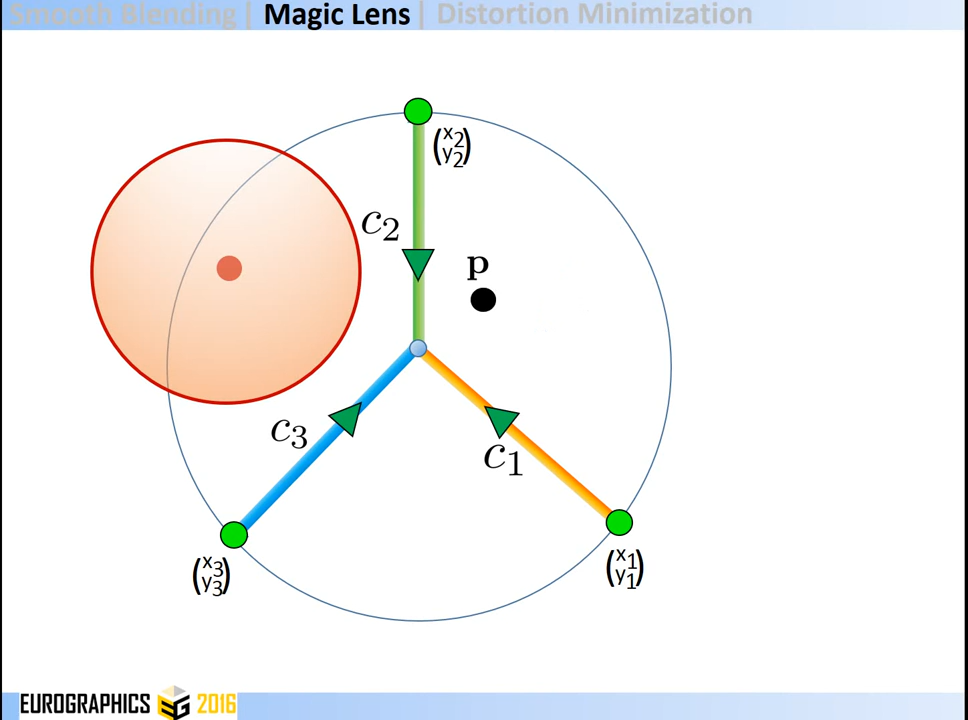 Smooth Blending | Magic Lens | Distortion Minimization
(x2
y2)
c2
p
c3
c1
(x3
y3)
(x1
y1)
EUROGRAPHICS 2016